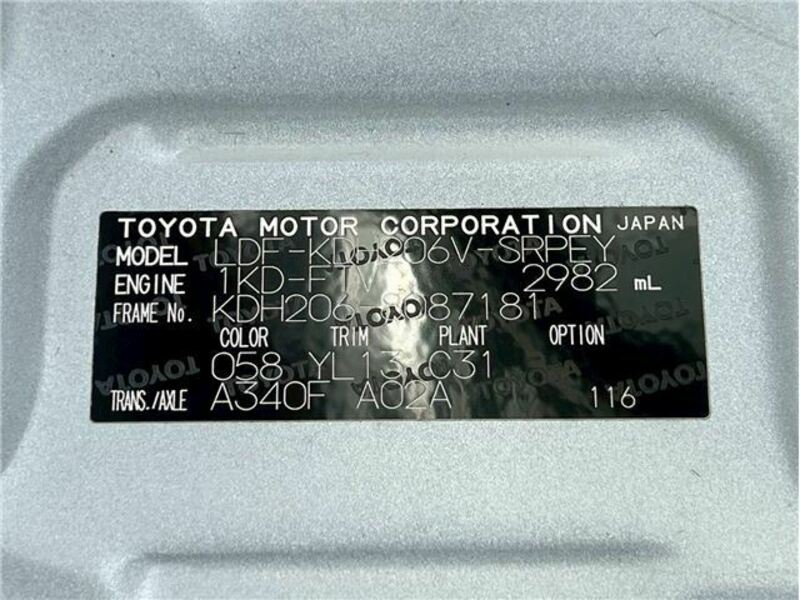 TOYOTA MOTOR CORPORATION JAPAN
MODEL LDF-KDH206V-SRPEY
ENGINE 1KD-FTV 2982 mL
FRAME No. KDH206-8087181
COLOR TRIM PLANT OPTION
058 YL13 C31
TRANS./AXLE A340F A02A 116